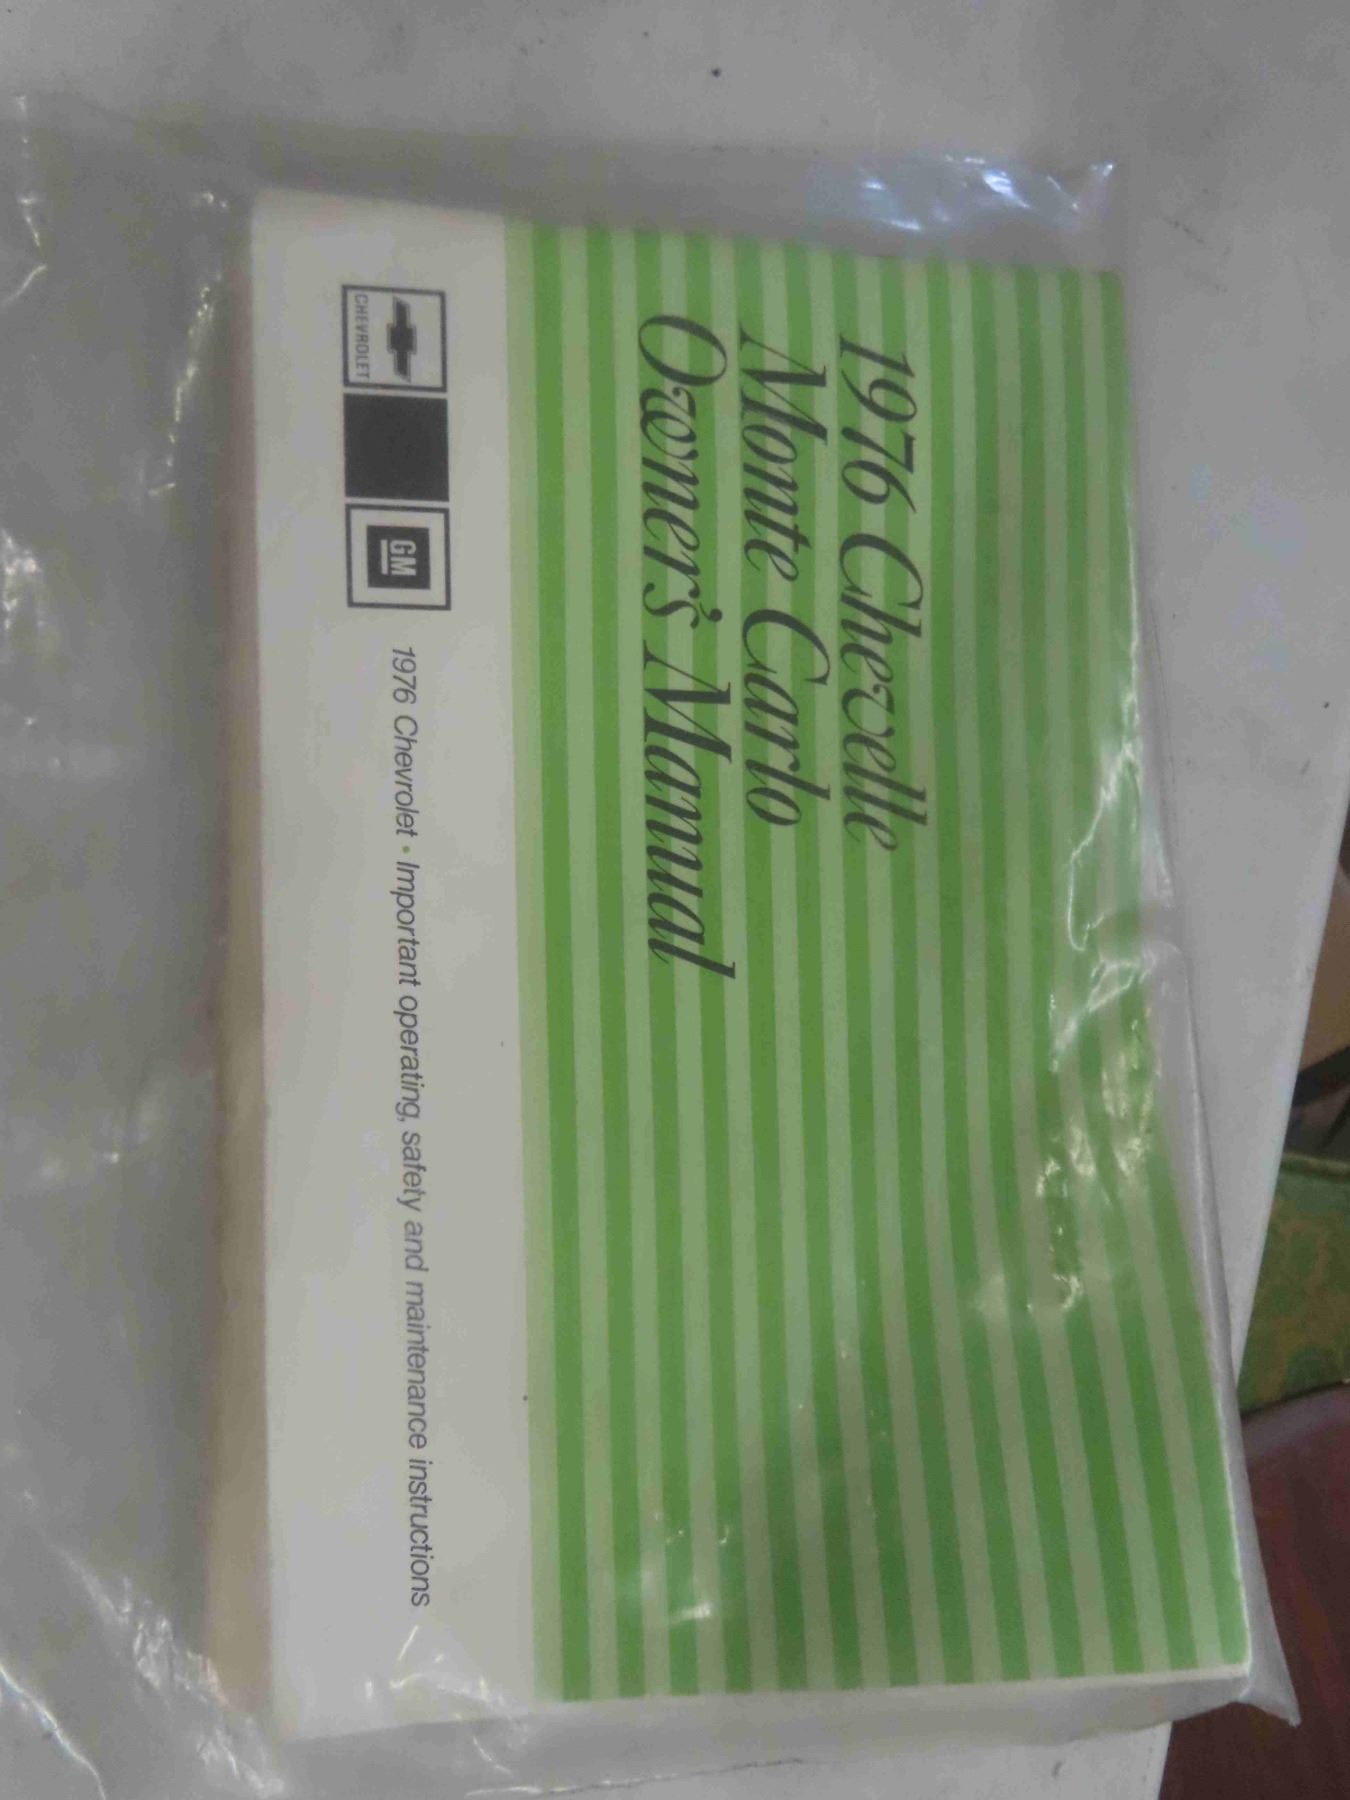 1976 Chevelle
Monte Carlo
Owner's Manual
CHEVROLET
GM
1976 Chevrolet • Important operating, safety and maintenance instructions